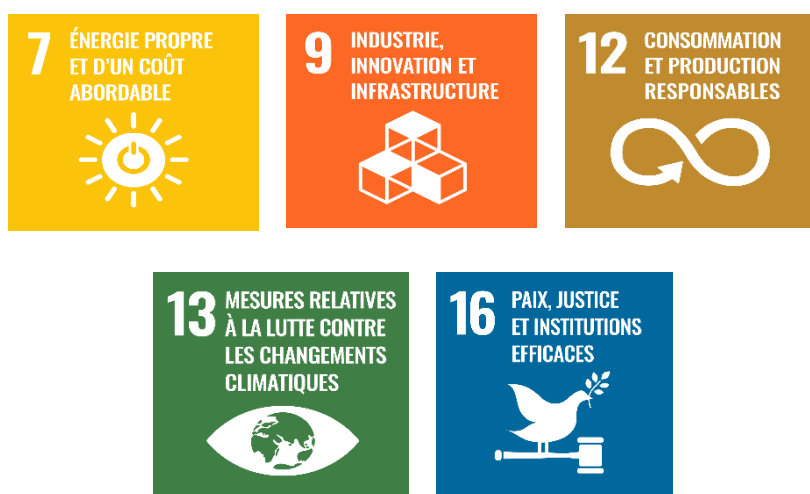 7 ÉNERGIE PROPRE
ET D'UN COÛT
ABORDABLE
9 INDUSTRIE,
INNOVATION ET
INFRASTRUCTURE
12 CONSOMMATION
ET PRODUCTION
RESPONSABLES
13 MESURES RELATIVES
À LA LUTTE CONTRE
LES CHANGEMENTS
CLIMATIQUES
16 PAIX, JUSTICE
ET INSTITUTIONS
EFFICACES